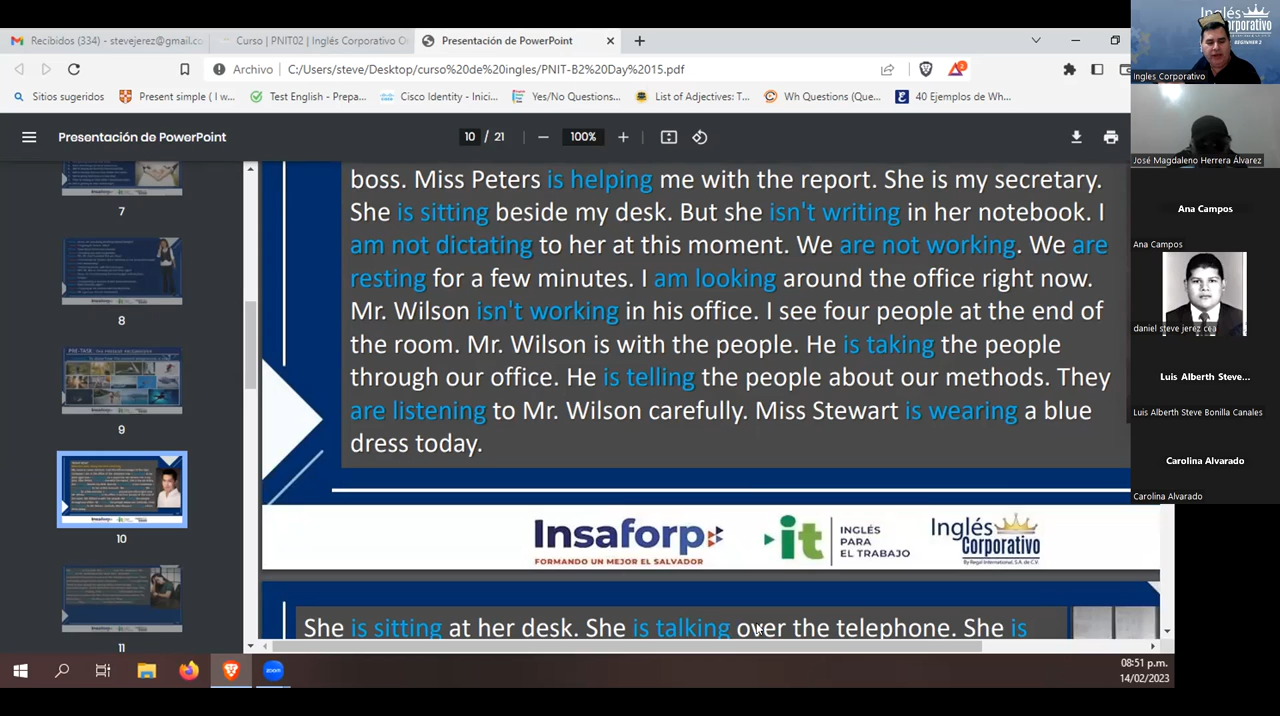 Recibidos (334) - stevejerez@gmail.co
Curso | PNIT02 | Inglés Corporativo O
Presentación de PowerPoint
Archivo
C:/Users/steve/Desktop/curso%20de%20ingles/PNIT-B2%20Day%2015.pdf
Sitios sugeridos
Present simple ( I w...
Test English - Prepa...
Cisco Identity - Inici...
Yes/No Questions...
List of Adjectives: T...
Wh Questions (Que...
40 Ejemplos de Wh...
Presentación de PowerPoint
10 / 21
100%
7
8
9
10
11
boss. Miss Peters is helping me with the report. She is my secretary.
She is sitting beside my desk. But she isn't writing in her notebook. I
am not dictating to her at this moment. We are not working. We are
resting for a few minutes. I am looking around the office right now.
Mr. Wilson isn't working in his office. I see four people at the end of
the room. Mr. Wilson is with the people. He is taking the people
through our office. He is telling the people about our methods. They
are listening to Mr. Wilson carefully. Miss Stewart is wearing a blue
dress today.
Insaforp
FORMANDO UN MEJOR EL SALVADOR
it
INGLÉS
PARA
EL TRABAJO
Inglés
Corporativo
By Regal International, S.A. de C.V.
She is sitting at her desk. She is talking over the telephone. She is
zoom
08:51 p.m.
14/02/2023
Inglés
Corporativo
BEGINNER 2
Ingles Corporativo
José Magdaleno Herrera Álvarez
Ana Campos
Ana Campos
daniel steve jerez cea
Luis Alberth Steve...
Luis Alberth Steve Bonilla Canales
Carolina Alvarado
Carolina Alvarado